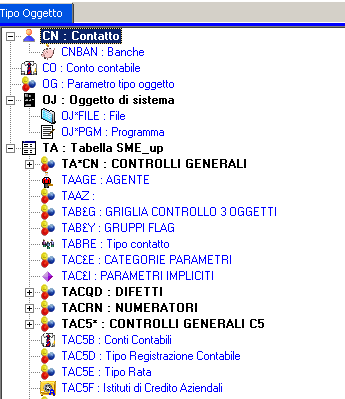 Tipo Oggetto
CN : Contatto
CNBAN : Banche
CO : Conto contabile
OG : Parametro tipo oggetto
OJ : Oggetto di sistema
OJ*FILE : File
OJ*PGM : Programma
TA : Tabella SME_up
TA*CN : CONTROLLI GENERALI
TAAGE : AGENTE
TAAZ :
TAB£G : GRIGLIA CONTROLLO 3 OGGETTI
TAB£Y : GRUPPI FLAG
TABRE : Tipo contatto
TAC£E : CATEGORIE PARAMETRI
TAC£I : PARAMETRI IMPLICITI
TACQD : DIFETTI
TACRN : NUMERATORI
TAC5* : CONTROLLI GENERALI C5
TAC5B : Conti Contabili
TAC5D : Tipo Registrazione Contabile
TAC5E : Tipo Rata
TAC5F : Istituti di Credito Aziendali